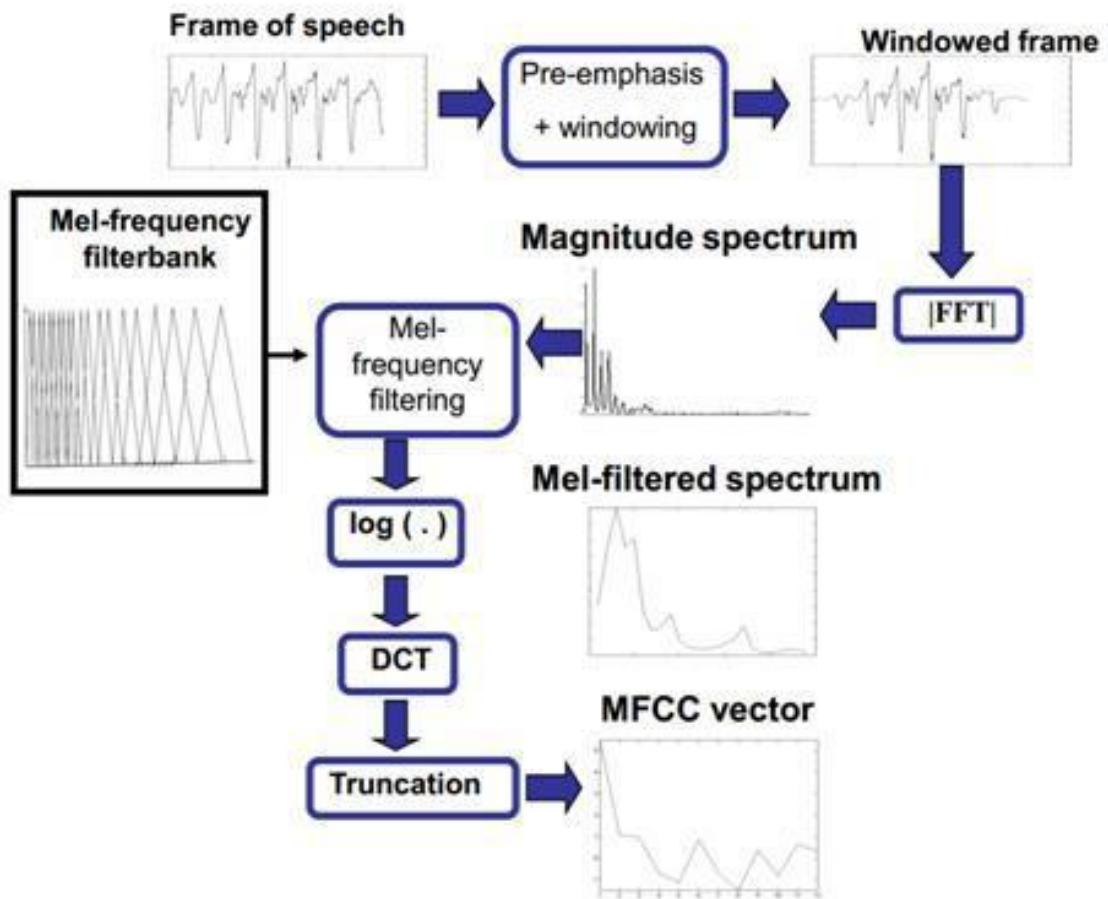 Frame of speech
Pre-emphasis
+ windowing
Windowed frame
Mel-frequency
filterbank
Magnitude spectrum
|FFT|
Mel-
frequency
filtering
log ( . )
Mel-filtered spectrum
DCT
MFCC vector
Truncation